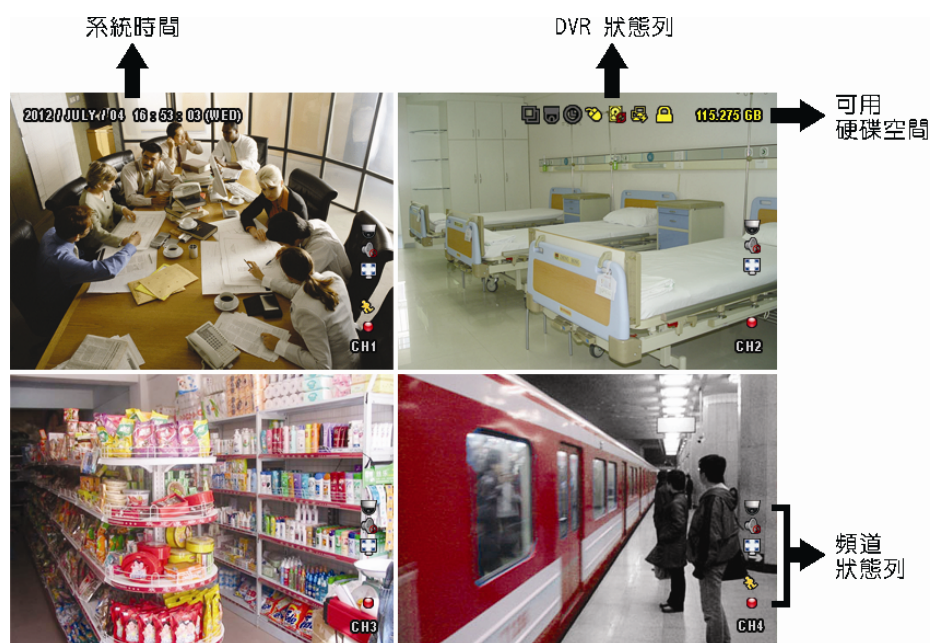 系統時間
DVR 狀態列
2012 / JULY / 04 16 : 53 : 03 (WED)
115.275 GB
可用
硬碟空間
CH1
CH2
頻道
狀態列
CH3
CH4